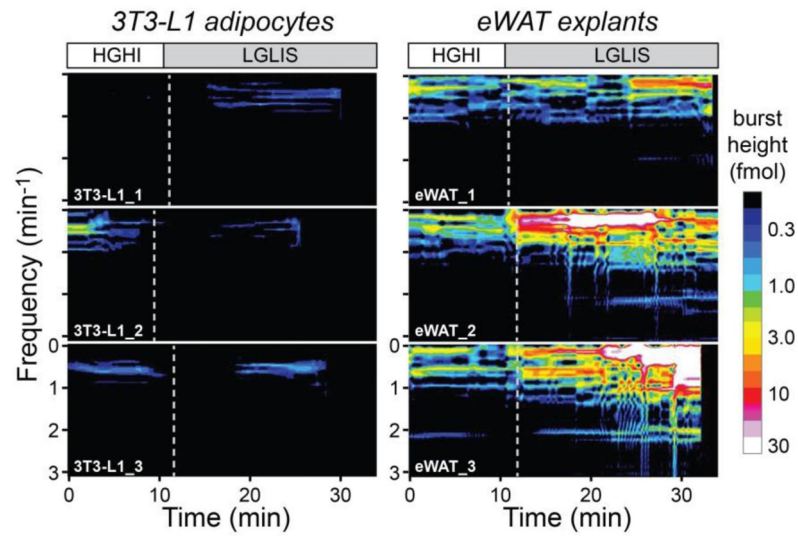 3T3-L1 adipocytes eWAT explants
HGHI LGLIS HGHI LGLIS
3T3-L1_1 eWAT_1
3T3-L1_2 eWAT_2
3T3-L1_3 eWAT_3
Frequency (min-1)
0 0
1 1
2 2
3 3
0 10 20 30 0 10 20 30
Time (min) Time (min)
burst
height
(fmol)
0.3
1.0
3.0
10
30